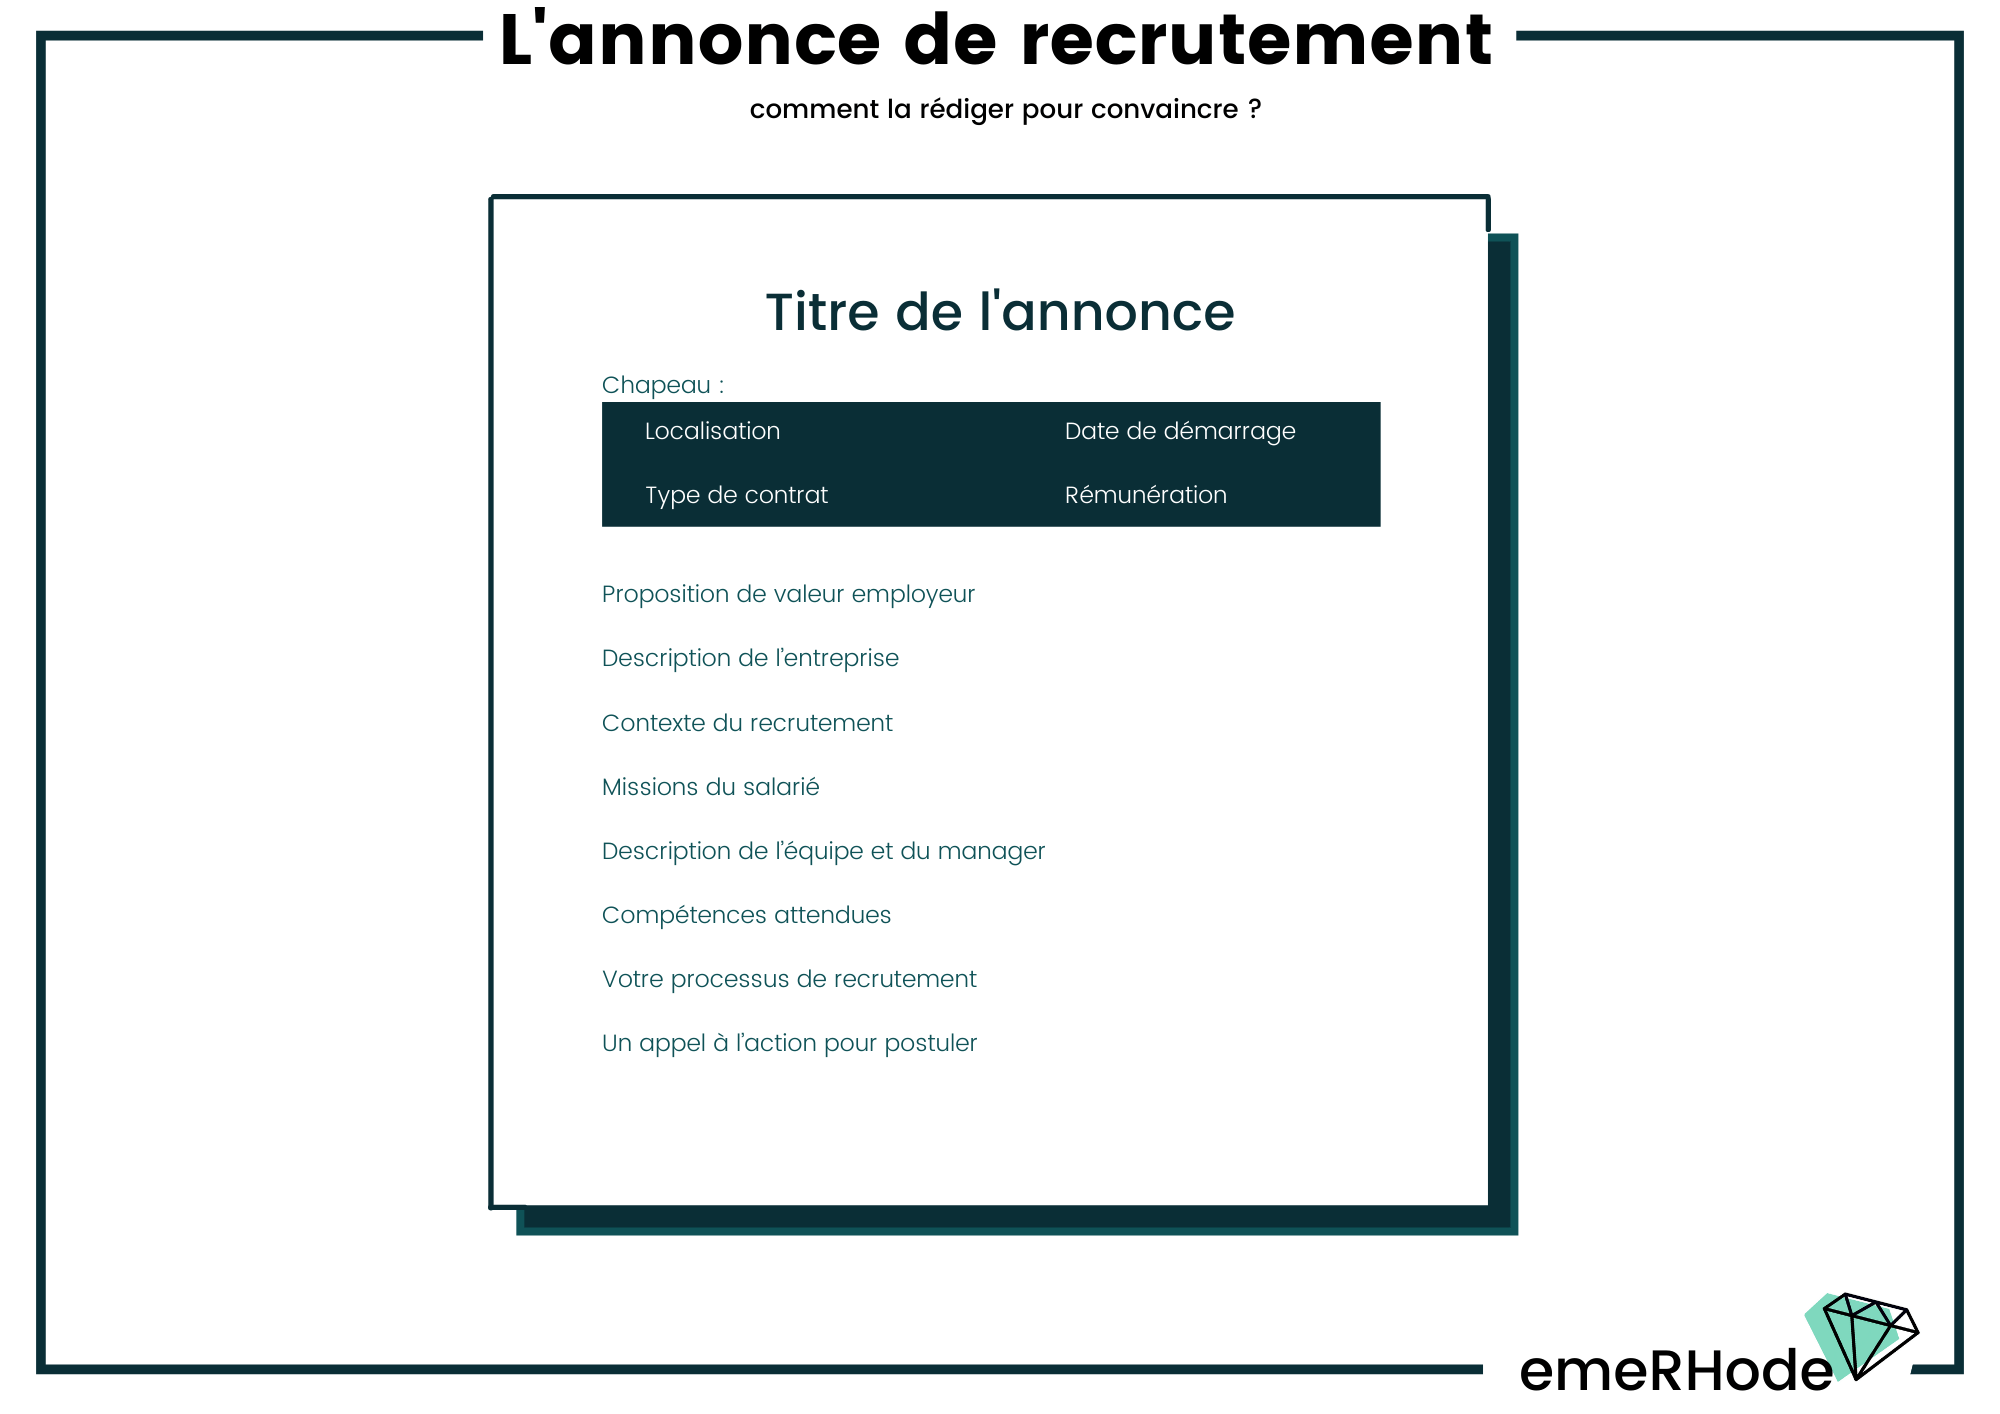 L'annonce de recrutement
comment la rédiger pour convaincre ?
Titre de l'annonce
Chapeau :
Localisation
Date de démarrage
Type de contrat
Rémunération
Proposition de valeur employeur
Description de l’entreprise
Contexte du recrutement
Missions du salarié
Description de l’équipe et du manager
Compétences attendues
Votre processus de recrutement
Un appel à l’action pour postuler
emeRHode